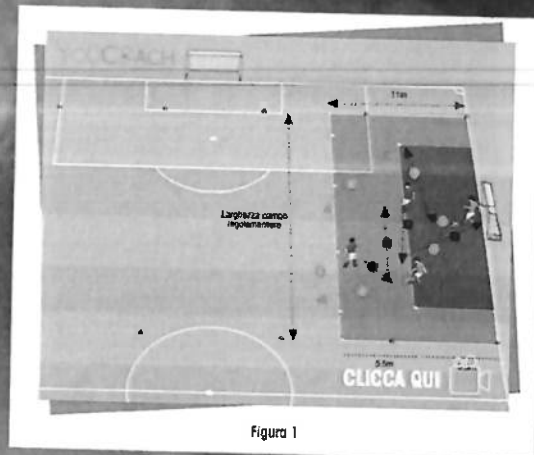 YOUCOACH
11m
Larghezza campo
regolamentare
5.5m
CLICCA QUI
Figura 1